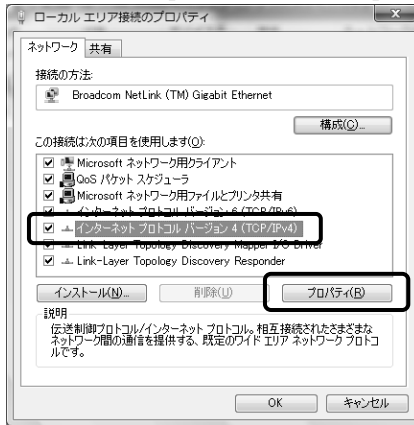 ローカル エリア接続のプロパティ
ネットワーク 共有
接続の方法:
Broadcom NetLink (TM) Gigabit Ethernet
構成(C)...
この接続は次の項目を使用します(O):
Microsoft ネットワーク用クライアント
QoS パケット スケジューラ
Microsoft ネットワーク用ファイルとプリンタ共有
インターネット プロトコル バージョン 6 (TCP/IPv6)
インターネット プロトコル バージョン 4 (TCP/IPv4)
Link-Layer Topology Discovery Mapper I/O Driver
Link-Layer Topology Discovery Responder
インストール(N)... 削除(U) プロパティ(R)
説明
伝送制御プロトコル/インターネット プロトコル。相互接続されたさまざまな
ネットワーク間の通信を提供する、既定のワイド エリア ネットワーク プロトコ
ルです。
OK キャンセル